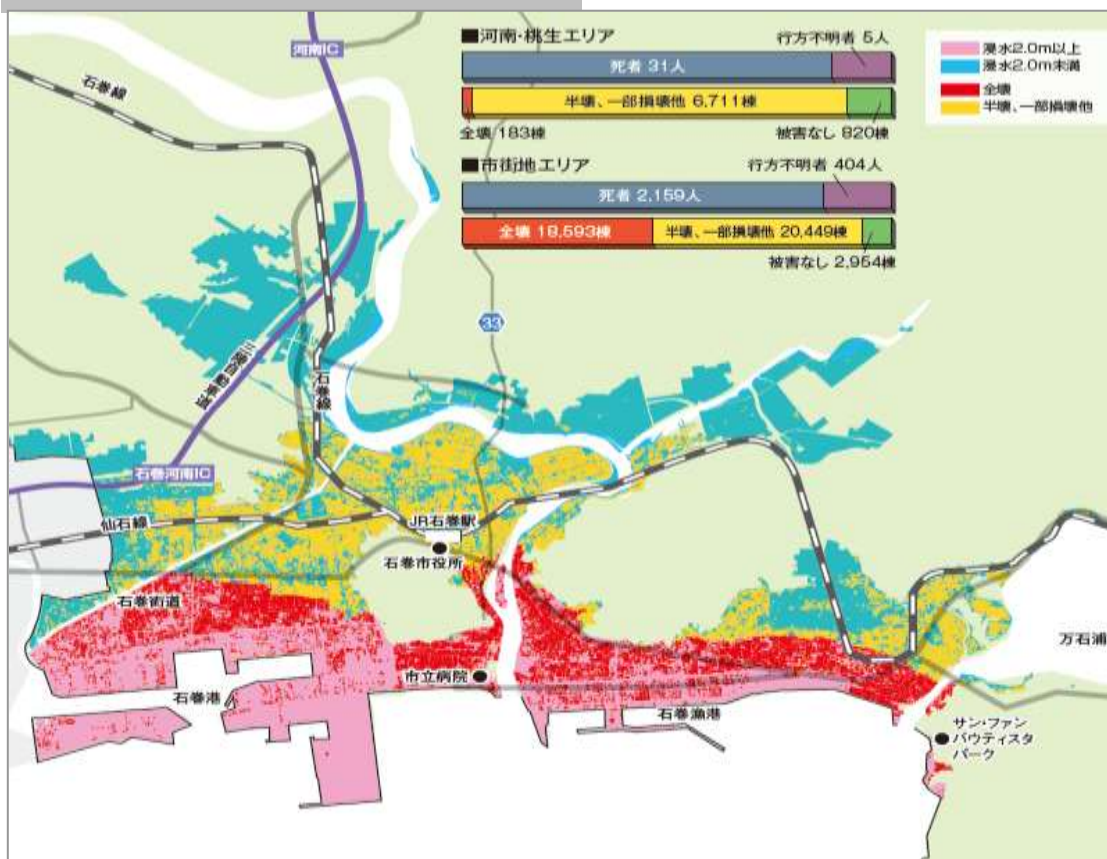 ■河南・桃生エリア
行方不明者 5人
死者 31人
半壊、一部損壊他 6,711棟
全壊 183棟
被害なし 820棟
■市街地エリア
行方不明者 404人
死者 2,159人
全壊 18,593棟
半壊、一部損壊他 20,449棟
被害なし 2,954棟
浸水2.0m以上
浸水2.0m未満
全壊
半壊、一部損壊他
河南IC
石巻線
33
三陸自動車道
石巻線
石巻河南IC
仙石線
JR石巻駅
石巻市役所
石巻街道
万石浦
市立病院
石巻港
石巻漁港
サン・ファン
バウティスタ
パーク